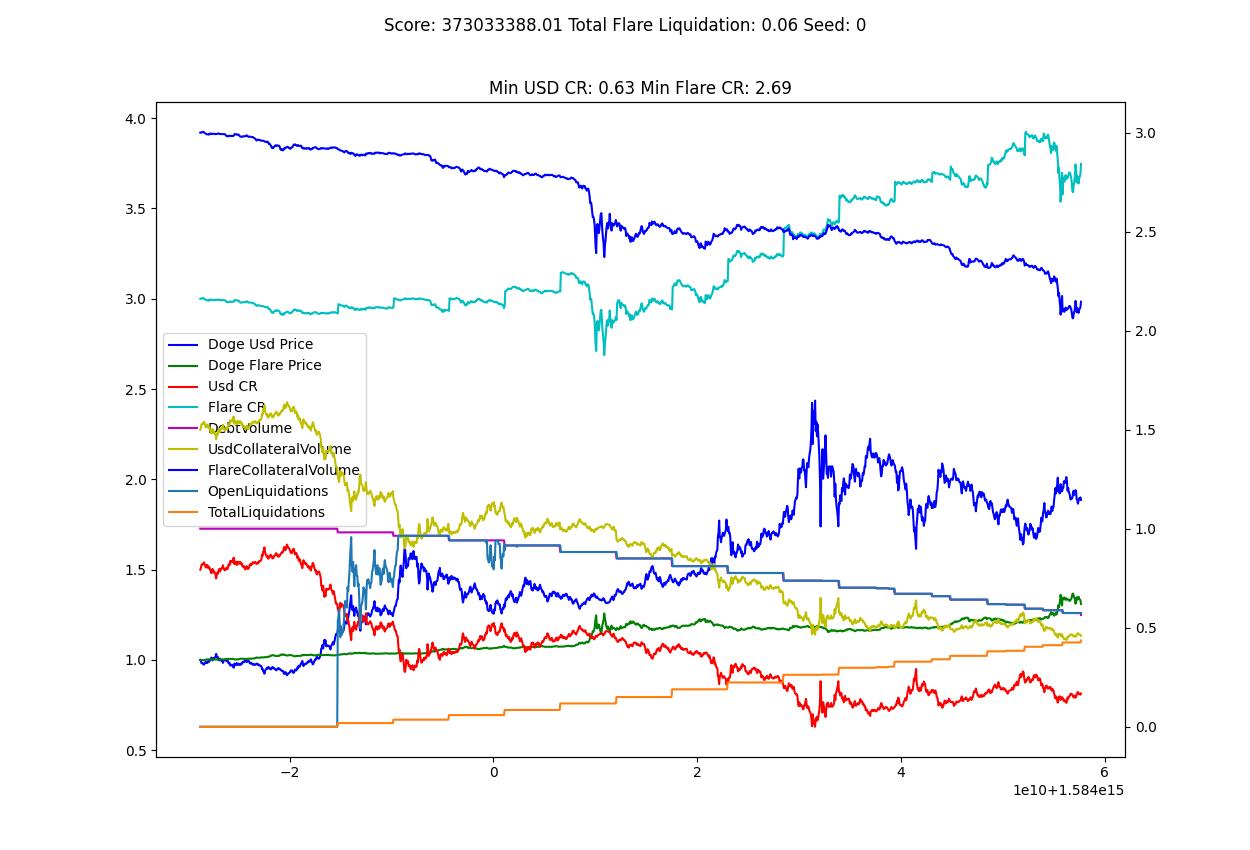 Score: 373033388.01 Total Flare Liquidation: 0.06 Seed: 0
Min USD CR: 0.63 Min Flare CR: 2.69
4.0
3.5
3.0
2.5
2.0
1.5
1.0
0.5
3.0
2.5
2.0
1.5
1.0
0.5
0.0
Doge Usd Price
Doge Flare Price
Usd CR
Flare CR
DebtVolume
UsdCollateralVolume
FlareCollateralVolume
OpenLiquidations
TotalLiquidations
−2 0 2 4 6
1e10+1.584e15